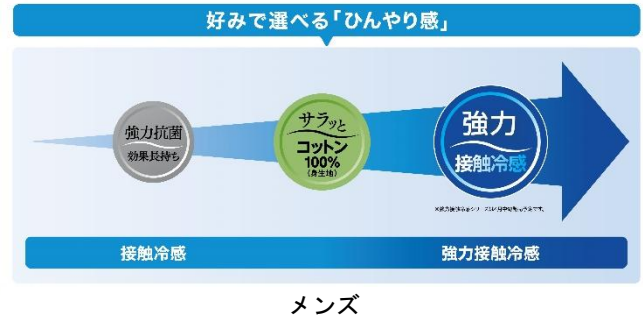 好みで選べる「ひんやり感」
強力抗菌
効果長持ち
サラッと
コットン
100%
(身生地)
強力
接触冷感
接触冷感
強力接触冷感
メンズ